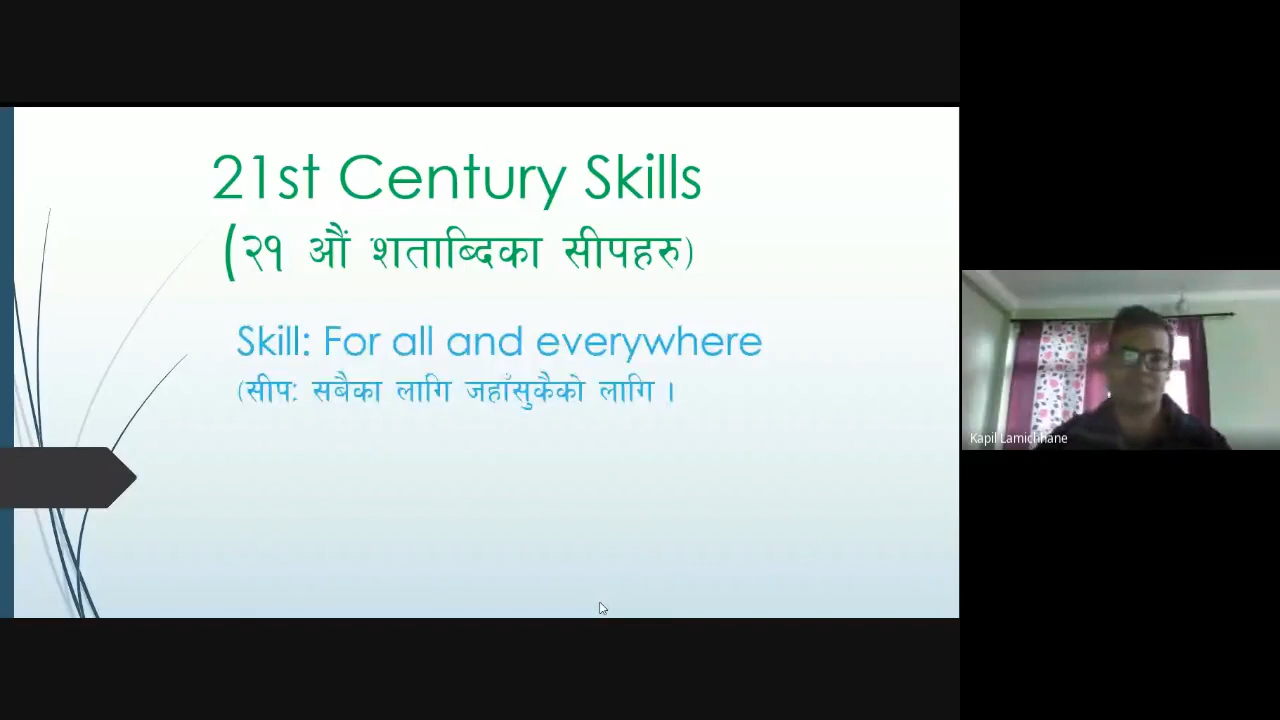 21st Century Skills
(२१ औं शताब्दिका सीपहरु)
Skill: For all and everywhere
(सीप: सबैका लागि जहाँसुकैको लागि ।
Kapil Lamichhane